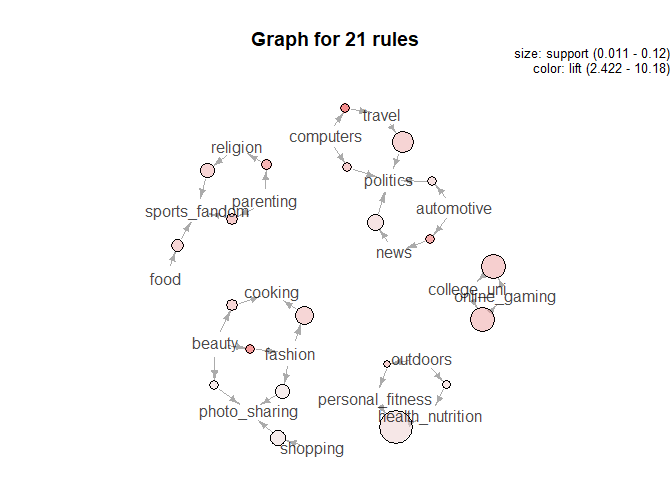 Graph for 21 rules
size: support (0.011 - 0.12)
color: lift (2.422 - 10.18)
travel
computers
religion
politics
parenting
sports_fandom
automotive
news
food
college_uni
cooking
online_gaming
beauty
fashion
outdoors
personal_fitness
photo_sharing
health_nutrition
shopping